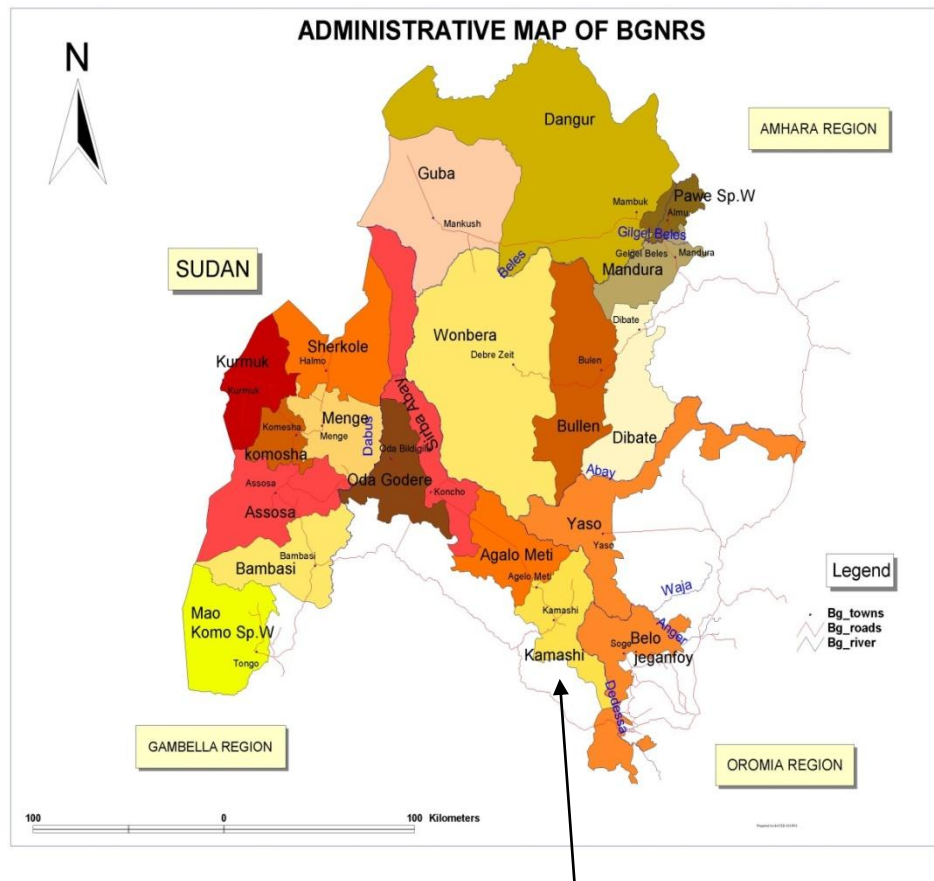 ADMINISTRATIVE MAP OF BGNRS
N
Dangur
AMHARA REGION
Guba
Pawe Sp.W
Mambuk
Almu
Mankush
Gilgel Beles
SUDAN
Beles
Gelgel Beles
Mandura
Mandura
Dibate
Wonbera
Sherkole
Debre Zeit
Kurmuk
Halmo
Bulen
Kurmuk
Sirba Abay
Menge
Komesha
Menge
Dabus
Bullen
Dibate
komosha
Oda Bildigilu
Abay
Assosa
Oda Godere
Koncho
Assosa
Yaso
Yaso
Agalo Meti
Bambasi
Bambasi
Agelo Meti
Legend
Waja
Mao
Komo Sp.W
Kamashi
Bg_towns
Anger
Belo
jeganfoy
Bg_roads
Soge
Bg_river
Kamashi
Tongo
Dedessa
GAMBELLA REGION
OROMIA REGION
100 0 100 Kilometers